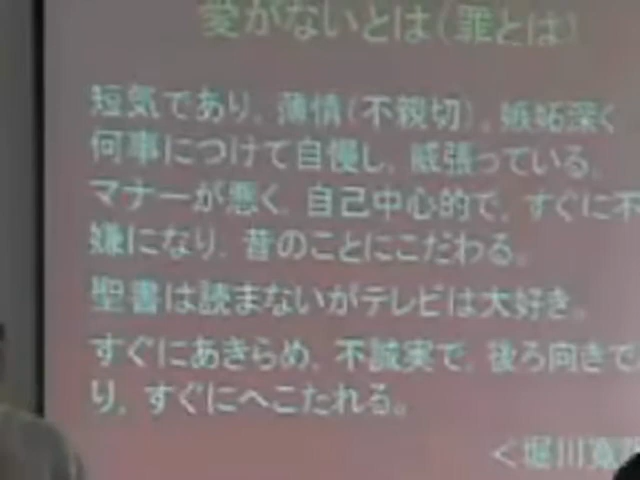 愛がないとは(罪とは)
短気であり，薄情(不親切)，嫉妬深く
何事につけて自慢し，威張っている。
マナーが悪く，自己中心的で，すぐに不
嫌になり，昔のことにこだわる。
聖書は読まないがテレビは大好き。
すぐにあきらめ，不誠実で，後ろ向きで
り，すぐにへこたれる。
<堀川寛